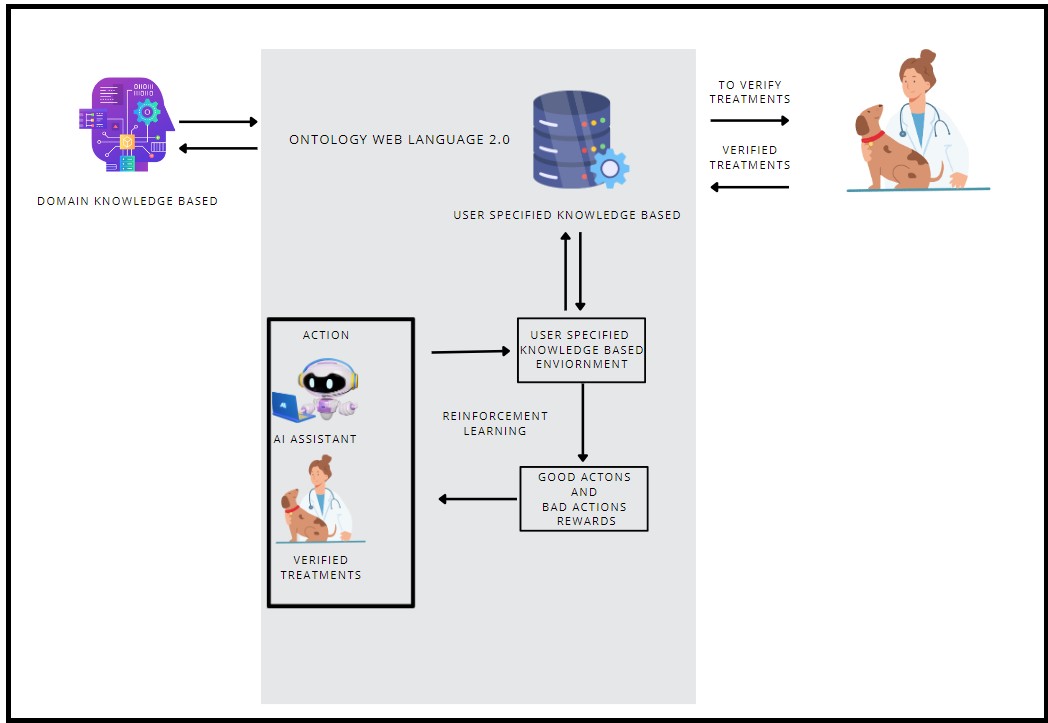 DOMAIN KNOWLEDGE BASED
ONTOLOGY WEB LANGUAGE 2.0
USER SPECIFIED KNOWLEDGE BASED
TO VERIFY
TREATMENTS
VERIFIED
TREATMENTS
ACTION
AI ASSISTANT
VERIFIED
TREATMENTS
USER SPECIFIED
KNOWLEDGE BASED
ENVIORNMENT
REINFORCEMENT
LEARNING
GOOD ACTONS
AND
BAD ACTIONS
REWARDS